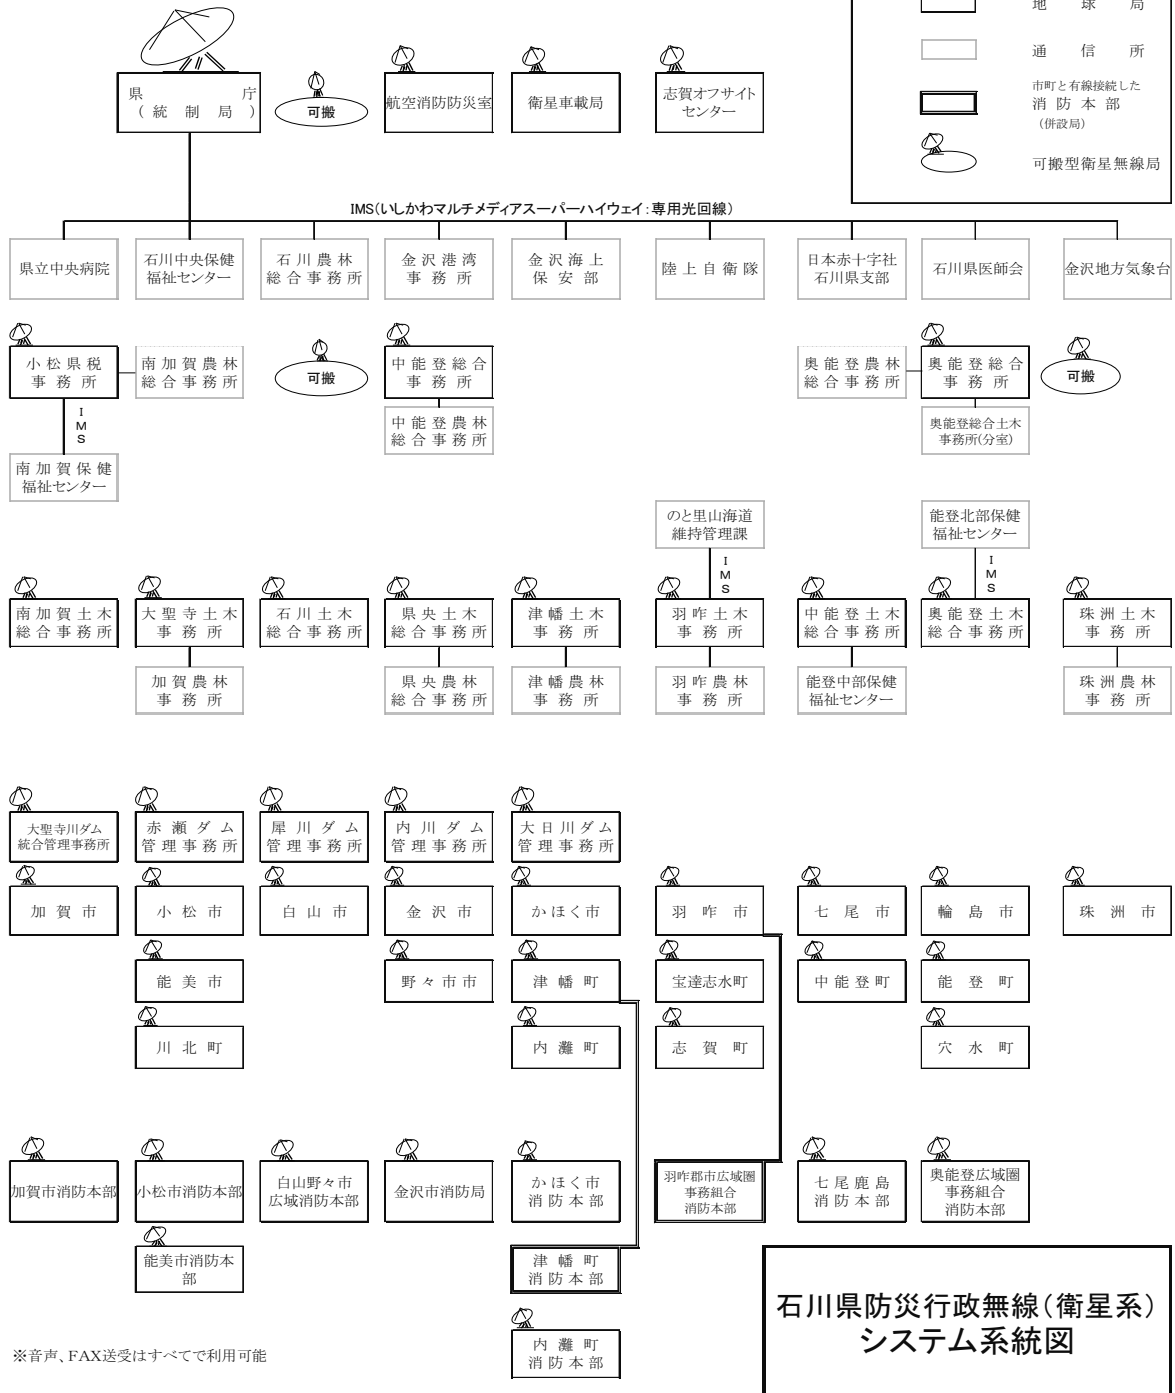 地球局
通信所
市町と有線接続した
消防本部
(併設局)
可搬型衛星無線局
県庁
(統制局)
可搬
航空消防防災室
衛星車載局
志賀オフサイト
センター
IMS(いしかわマルチメディアスーパーハイウェイ:専用光回線)
県立中央病院
石川中央保健
福祉センター
石川農林
総合事務所
金沢港湾
事務所
金沢海上
保安部
陸上自衛隊
日本赤十字社
石川県支部
石川県医師会
金沢地方気象台
小松県税
事務所
南加賀農林
総合事務所
可搬
中能登総合
事務所
奥能登農林
総合事務所
奥能登総合
事務所
可搬
IMS
中能登農林
総合事務所
奥能登総合土木
事務所(分室)
南加賀保健
福祉センター
のと里山海道
維持管理課
能登北部保健
福祉センター
IMS
IMS
南加賀土木
総合事務所
大聖寺土木
事務所
石川土木
総合事務所
県央土木
総合事務所
津幡土木
事務所
羽咋土木
事務所
中能登土木
総合事務所
奥能登土木
総合事務所
珠洲土木
事務所
加賀農林
事務所
県央農林
総合事務所
津幡農林
事務所
羽咋農林
事務所
能登中部保健
福祉センター
珠洲農林
事務所
大聖寺川ダム
統合管理事務所
赤瀬ダム
管理事務所
犀川ダム
管理事務所
内川ダム
管理事務所
大日川ダム
管理事務所
加賀市
小松市
白山市
金沢市
かほく市
羽咋市
七尾市
輪島市
珠洲市
能美市
野々市市
津幡町
宝達志水町
中能登町
能登町
川北町
内灘町
志賀町
穴水町
加賀市消防本部
小松市消防本部
白山野々市
広域消防本部
金沢市消防局
かほく市
消防本部
羽咋郡市広域圏
事務組合
消防本部
七尾鹿島
消防本部
奥能登広域圏
事務組合
消防本部
能美市消防本
部
津幡町
消防本部
内灘町
消防本部
石川県防災行政無線(衛星系)
システム系統図
※音声、FAX送受はすべてで利用可能